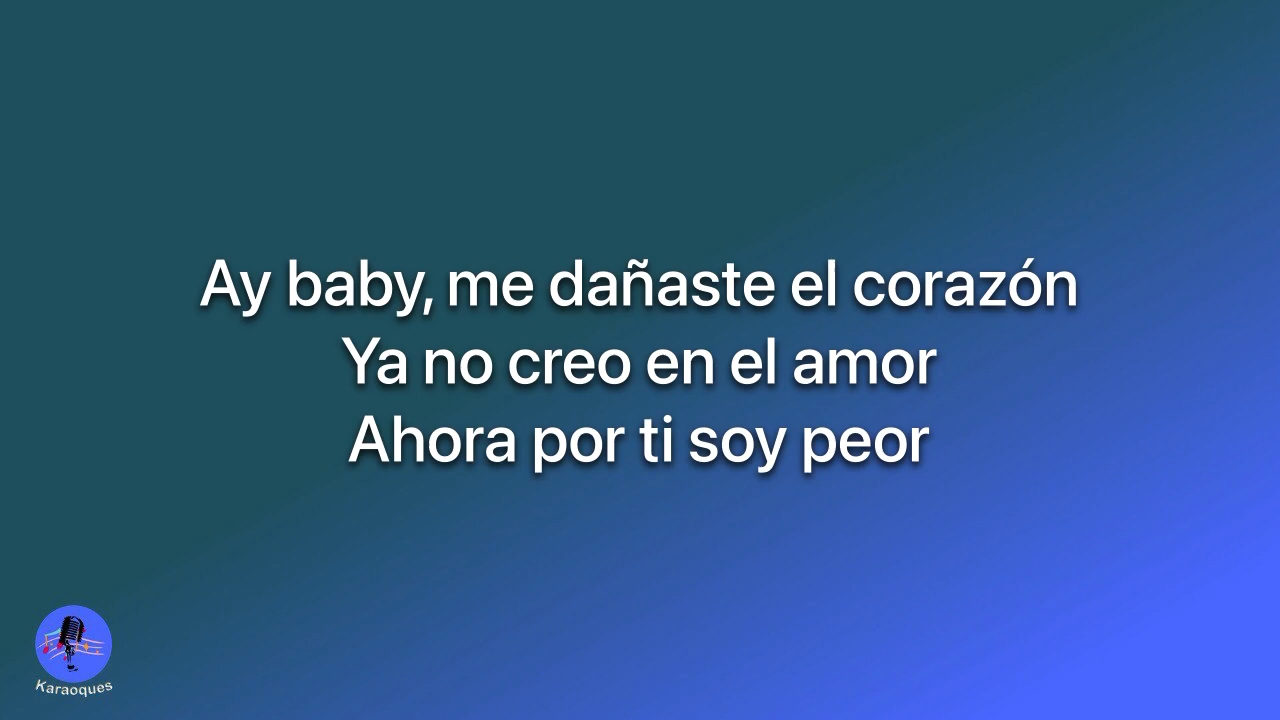 Ay baby, me dañaste el corazón
Ya no creo en el amor
Ahora por ti soy peor
Karaoques